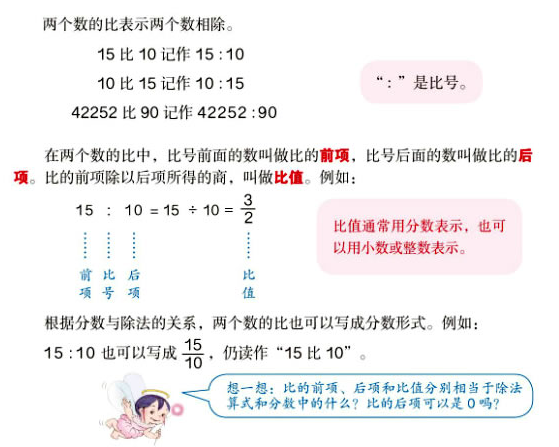 两个数的比表示两个数相除。
15 比 10 记作 15 : 10
10 比 15 记作 10 : 15
42252 比 90 记作 42252 : 90
“ : ”是比号。
在两个数的比中，比号前面的数叫做比的前项，比号后面的数叫做比的后
项。比的前项除以后项所得的商，叫做比值。例如：
15 : 10 = 15 ÷ 10 = 3/2
前项 比号 后项 比值
比值通常用分数表示，也可
以用小数或整数表示。
根据分数与除法的关系，两个数的比也可以写成分数形式。例如：
15 : 10 也可以写成 15/10，仍读作“15 比 10”。
想一想：比的前项、后项和比值分别相当于除法
算式和分数中的什么？比的后项可以是 0 吗？